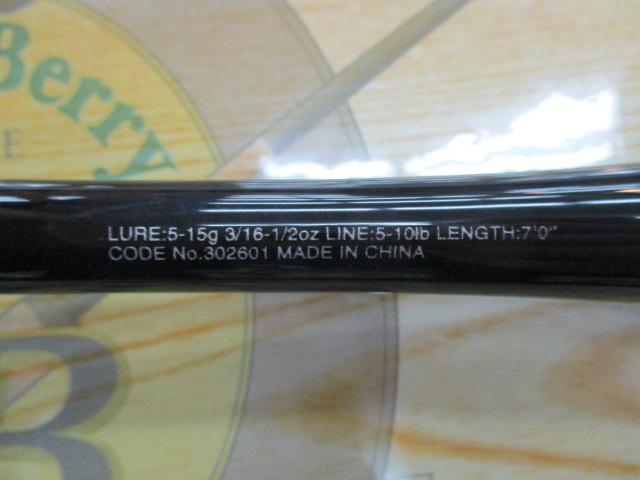 Berry
E
LURE:5-15g 3/16-1/2oz LINE:5-10lb LENGTH:7'0"
CODE No.302601 MADE IN CHINA
B